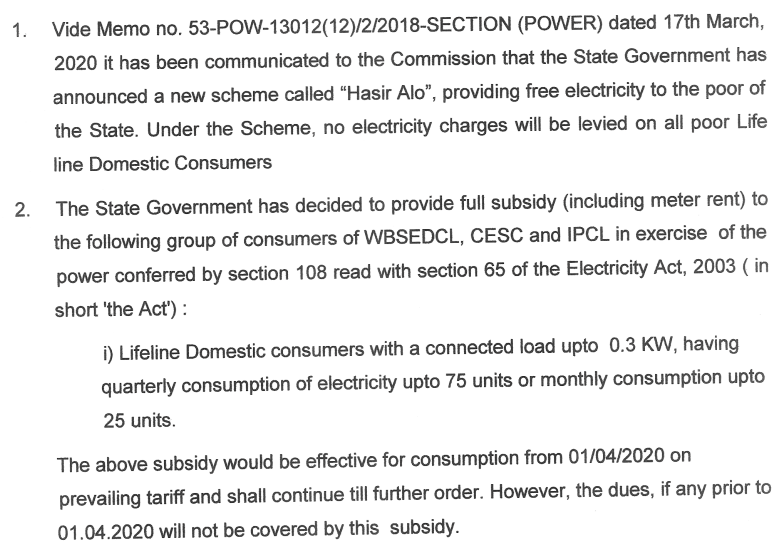 1. Vide Memo no. 53-POW-13012(12)/2/2018-SECTION (POWER) dated 17th March,
2020 it has been communicated to the Commission that the State Government has
announced a new scheme called “Hasir Alo”, providing free electricity to the poor of
the State. Under the Scheme, no electricity charges will be levied on all poor Life
line Domestic Consumers
2. The State Government has decided to provide full subsidy (including meter rent) to
the following group of consumers of WBSEDCL, CESC and IPCL in exercise of the
power conferred by section 108 read with section 65 of the Electricity Act, 2003 ( in
short 'the Act') :
i) Lifeline Domestic consumers with a connected load upto 0.3 KW, having
quarterly consumption of electricity upto 75 units or monthly consumption upto
25 units.
The above subsidy would be effective for consumption from 01/04/2020 on
prevailing tariff and shall continue till further order. However, the dues, if any prior to
01.04.2020 will not be covered by this subsidy.